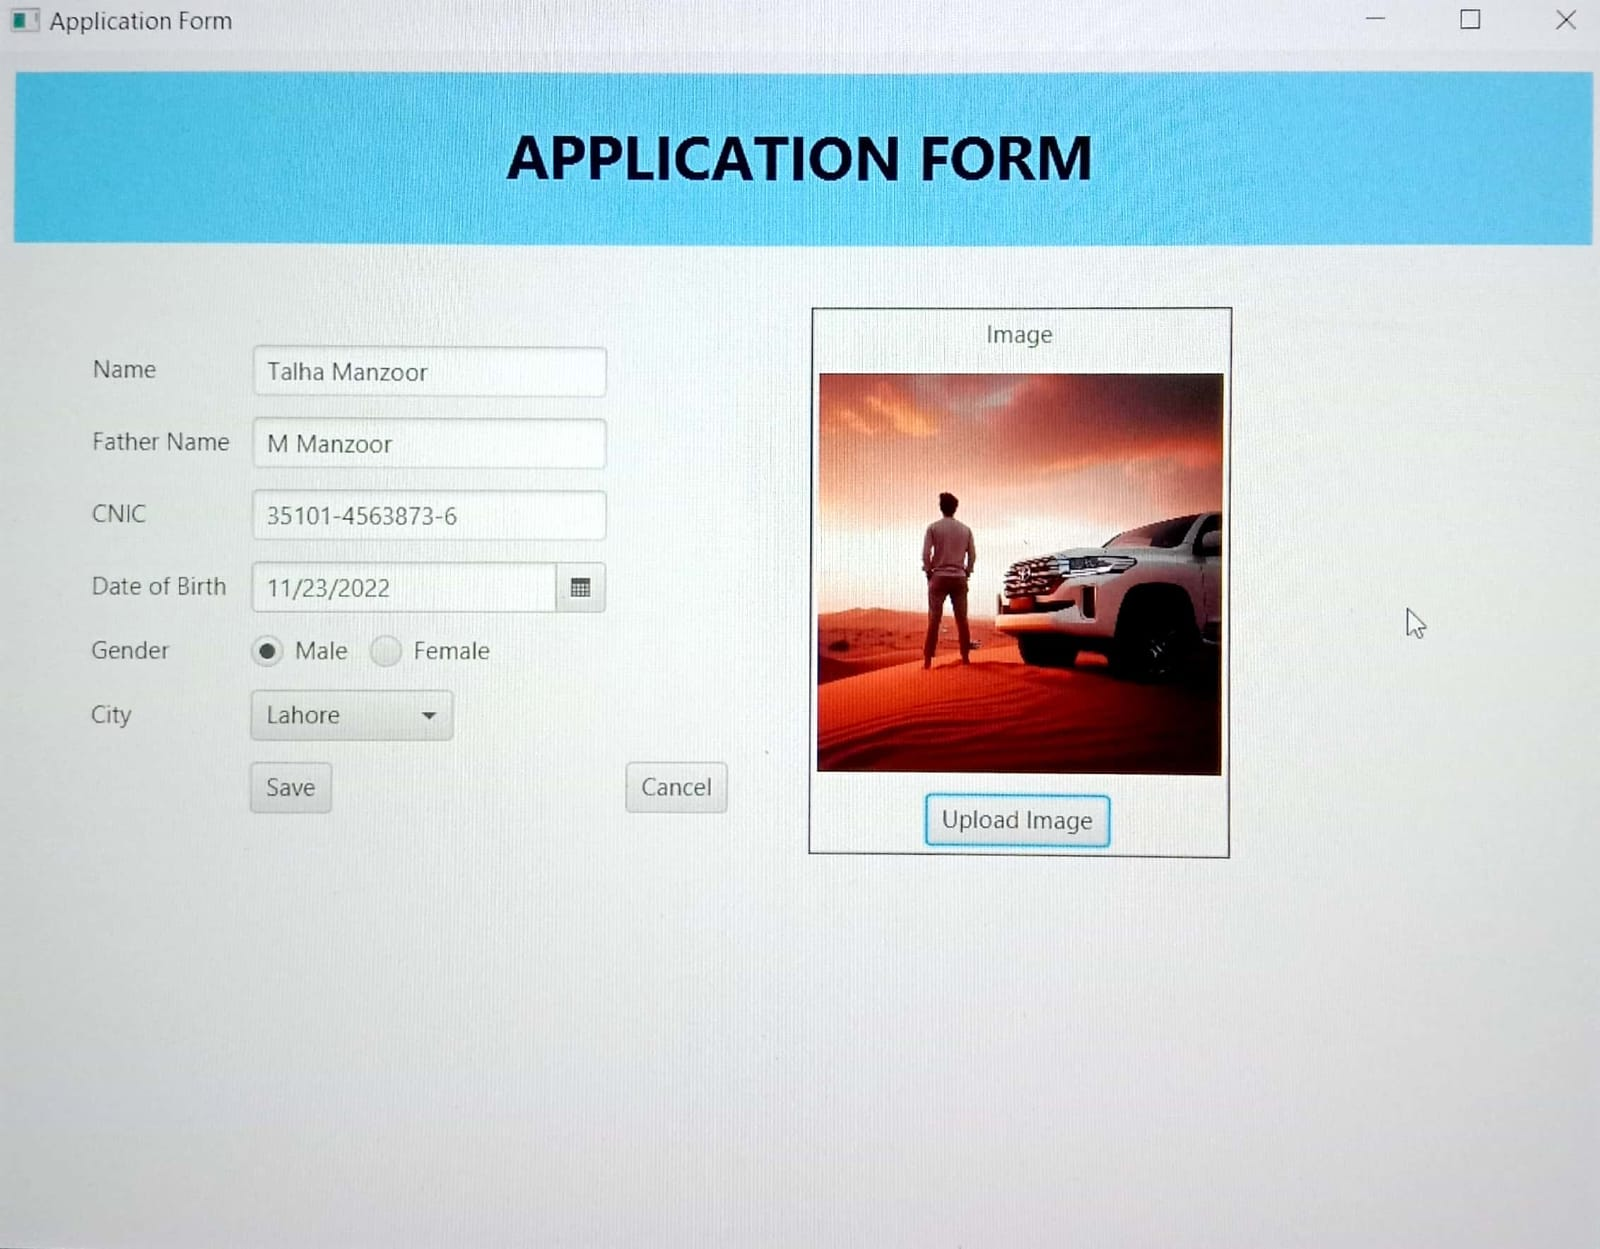 Application Form
APPLICATION FORM
Name
Talha Manzoor
Father Name
M Manzoor
CNIC
35101-4563873-6
Date of Birth
11/23/2022
Gender
Male
Female
City
Lahore
Save
Cancel
Image
Upload Image